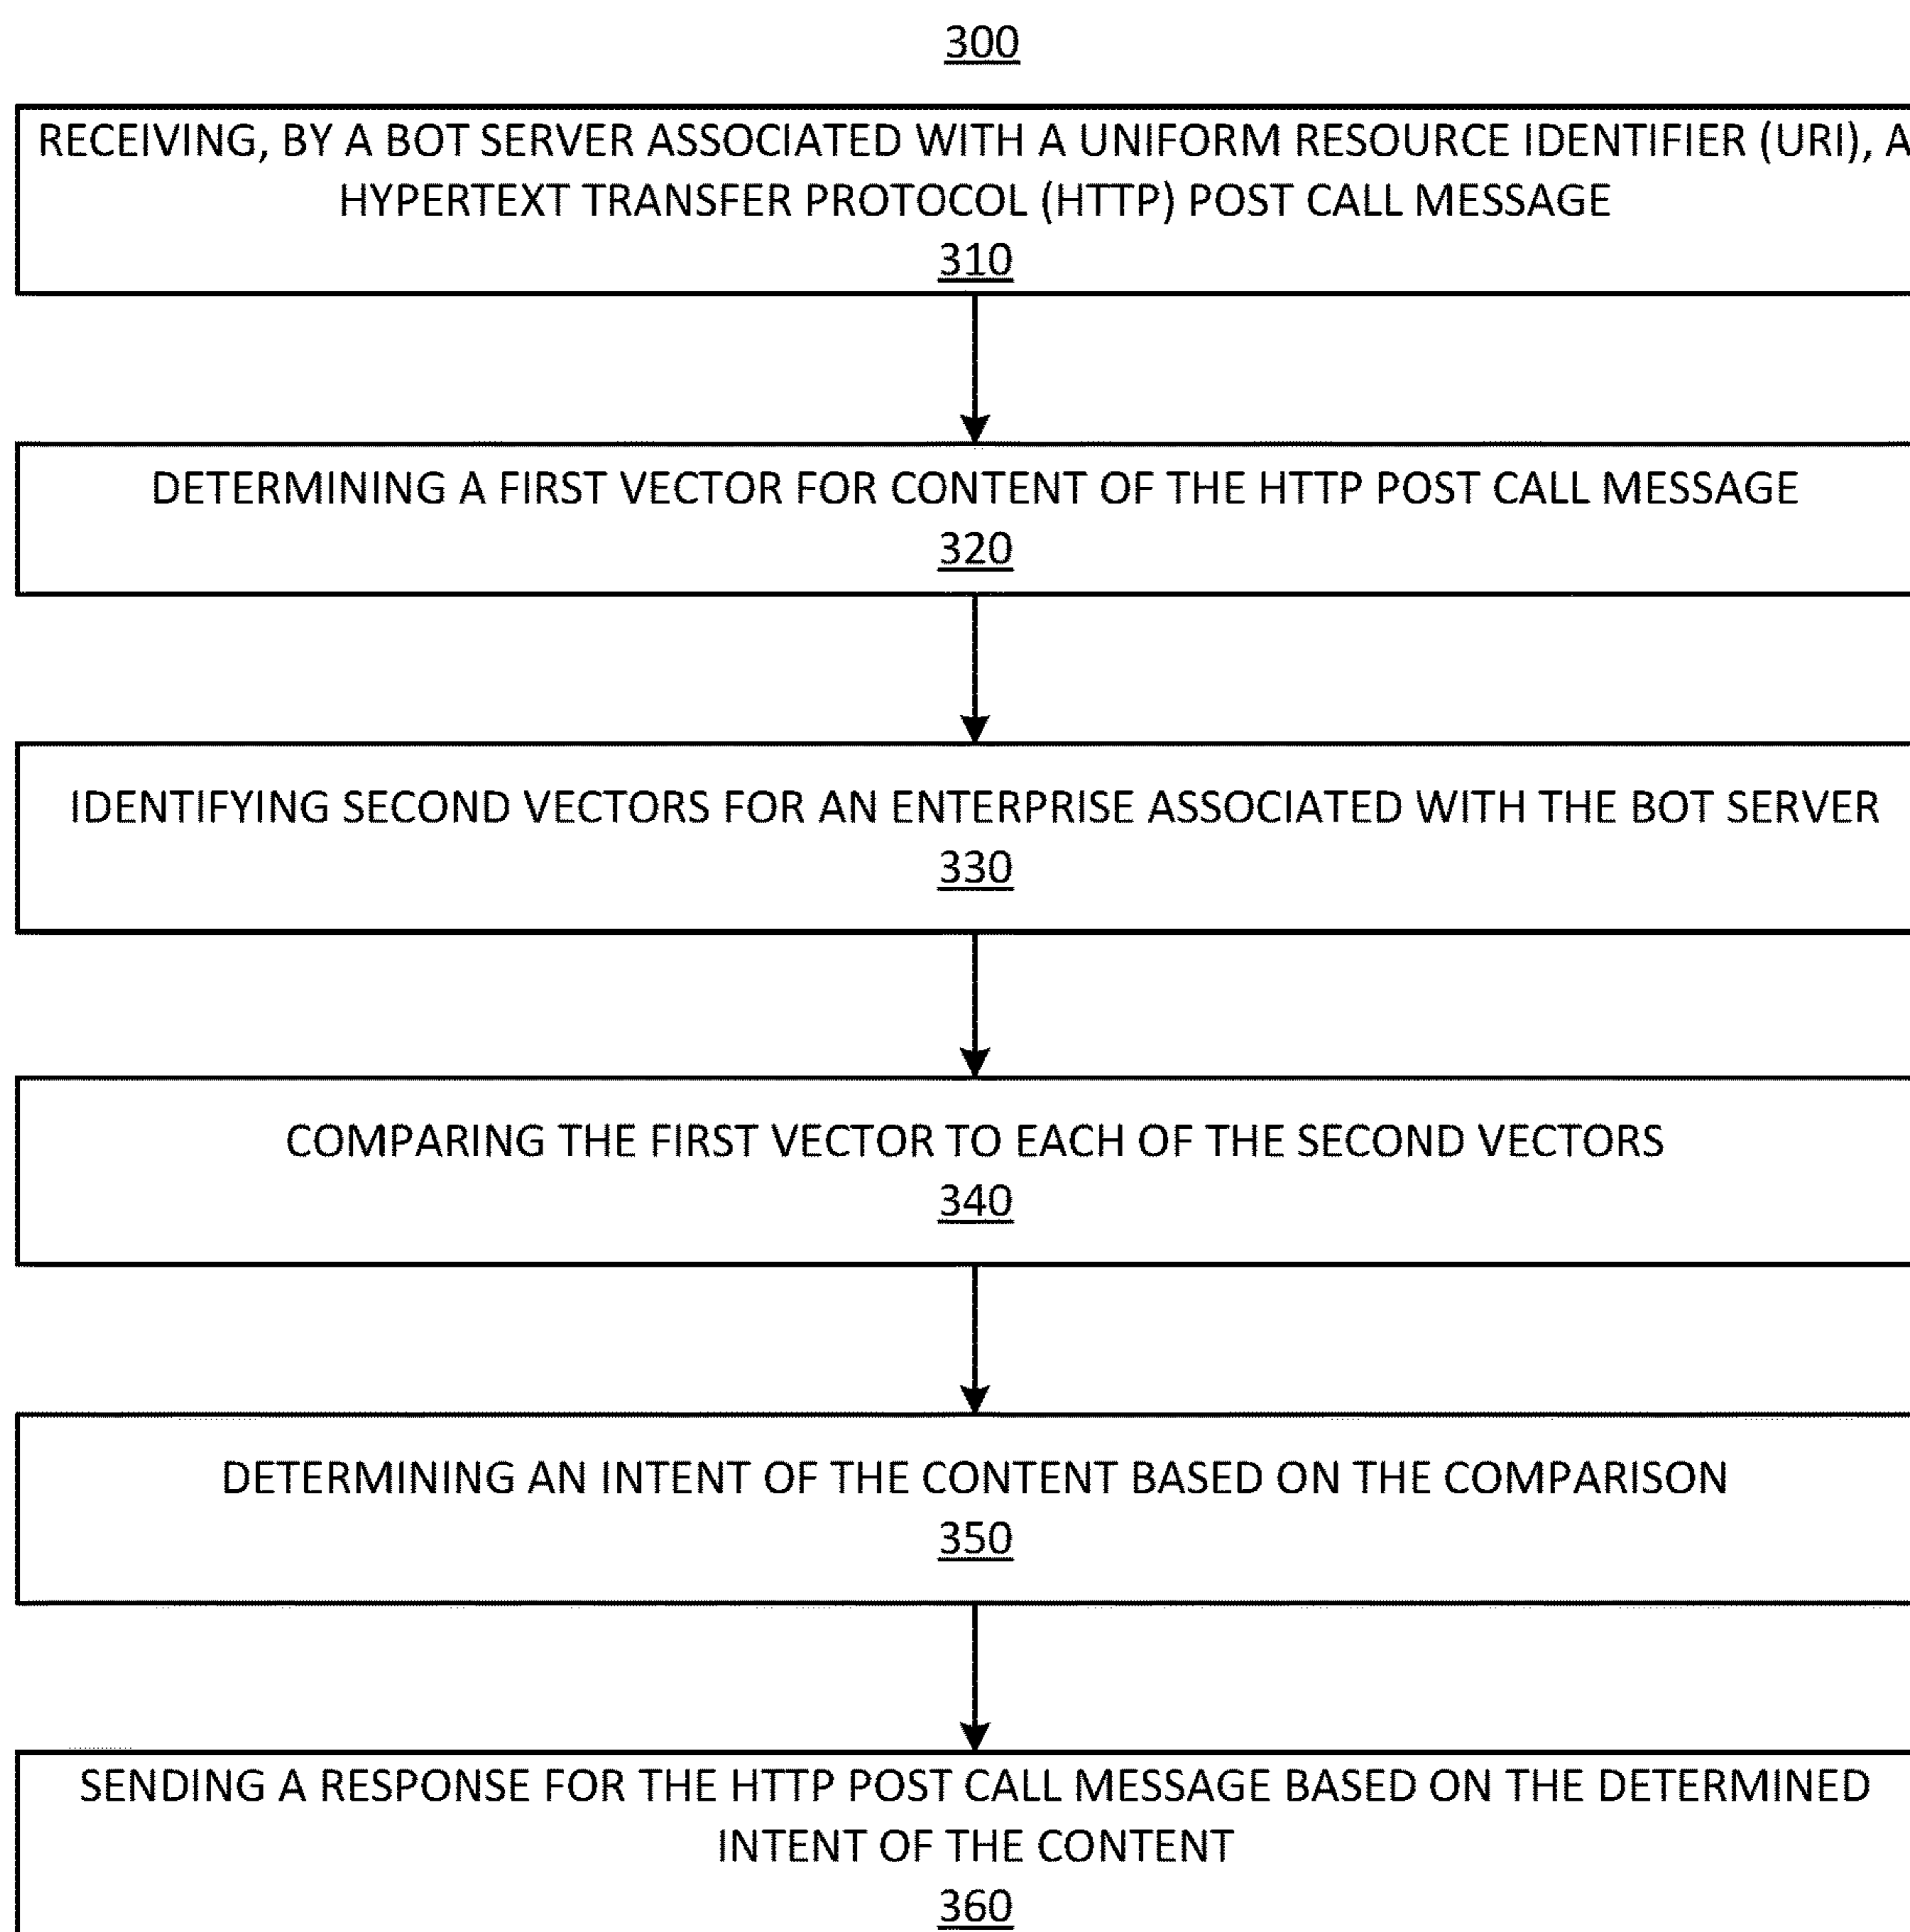 300
RECEIVING, BY A BOT SERVER ASSOCIATED WITH A UNIFORM RESOURCE IDENTIFIER (URI), A
HYPERTEXT TRANSFER PROTOCOL (HTTP) POST CALL MESSAGE
310
DETERMINING A FIRST VECTOR FOR CONTENT OF THE HTTP POST CALL MESSAGE
320
IDENTIFYING SECOND VECTORS FOR AN ENTERPRISE ASSOCIATED WITH THE BOT SERVER
330
COMPARING THE FIRST VECTOR TO EACH OF THE SECOND VECTORS
340
DETERMINING AN INTENT OF THE CONTENT BASED ON THE COMPARISON
350
SENDING A RESPONSE FOR THE HTTP POST CALL MESSAGE BASED ON THE DETERMINED
INTENT OF THE CONTENT
360